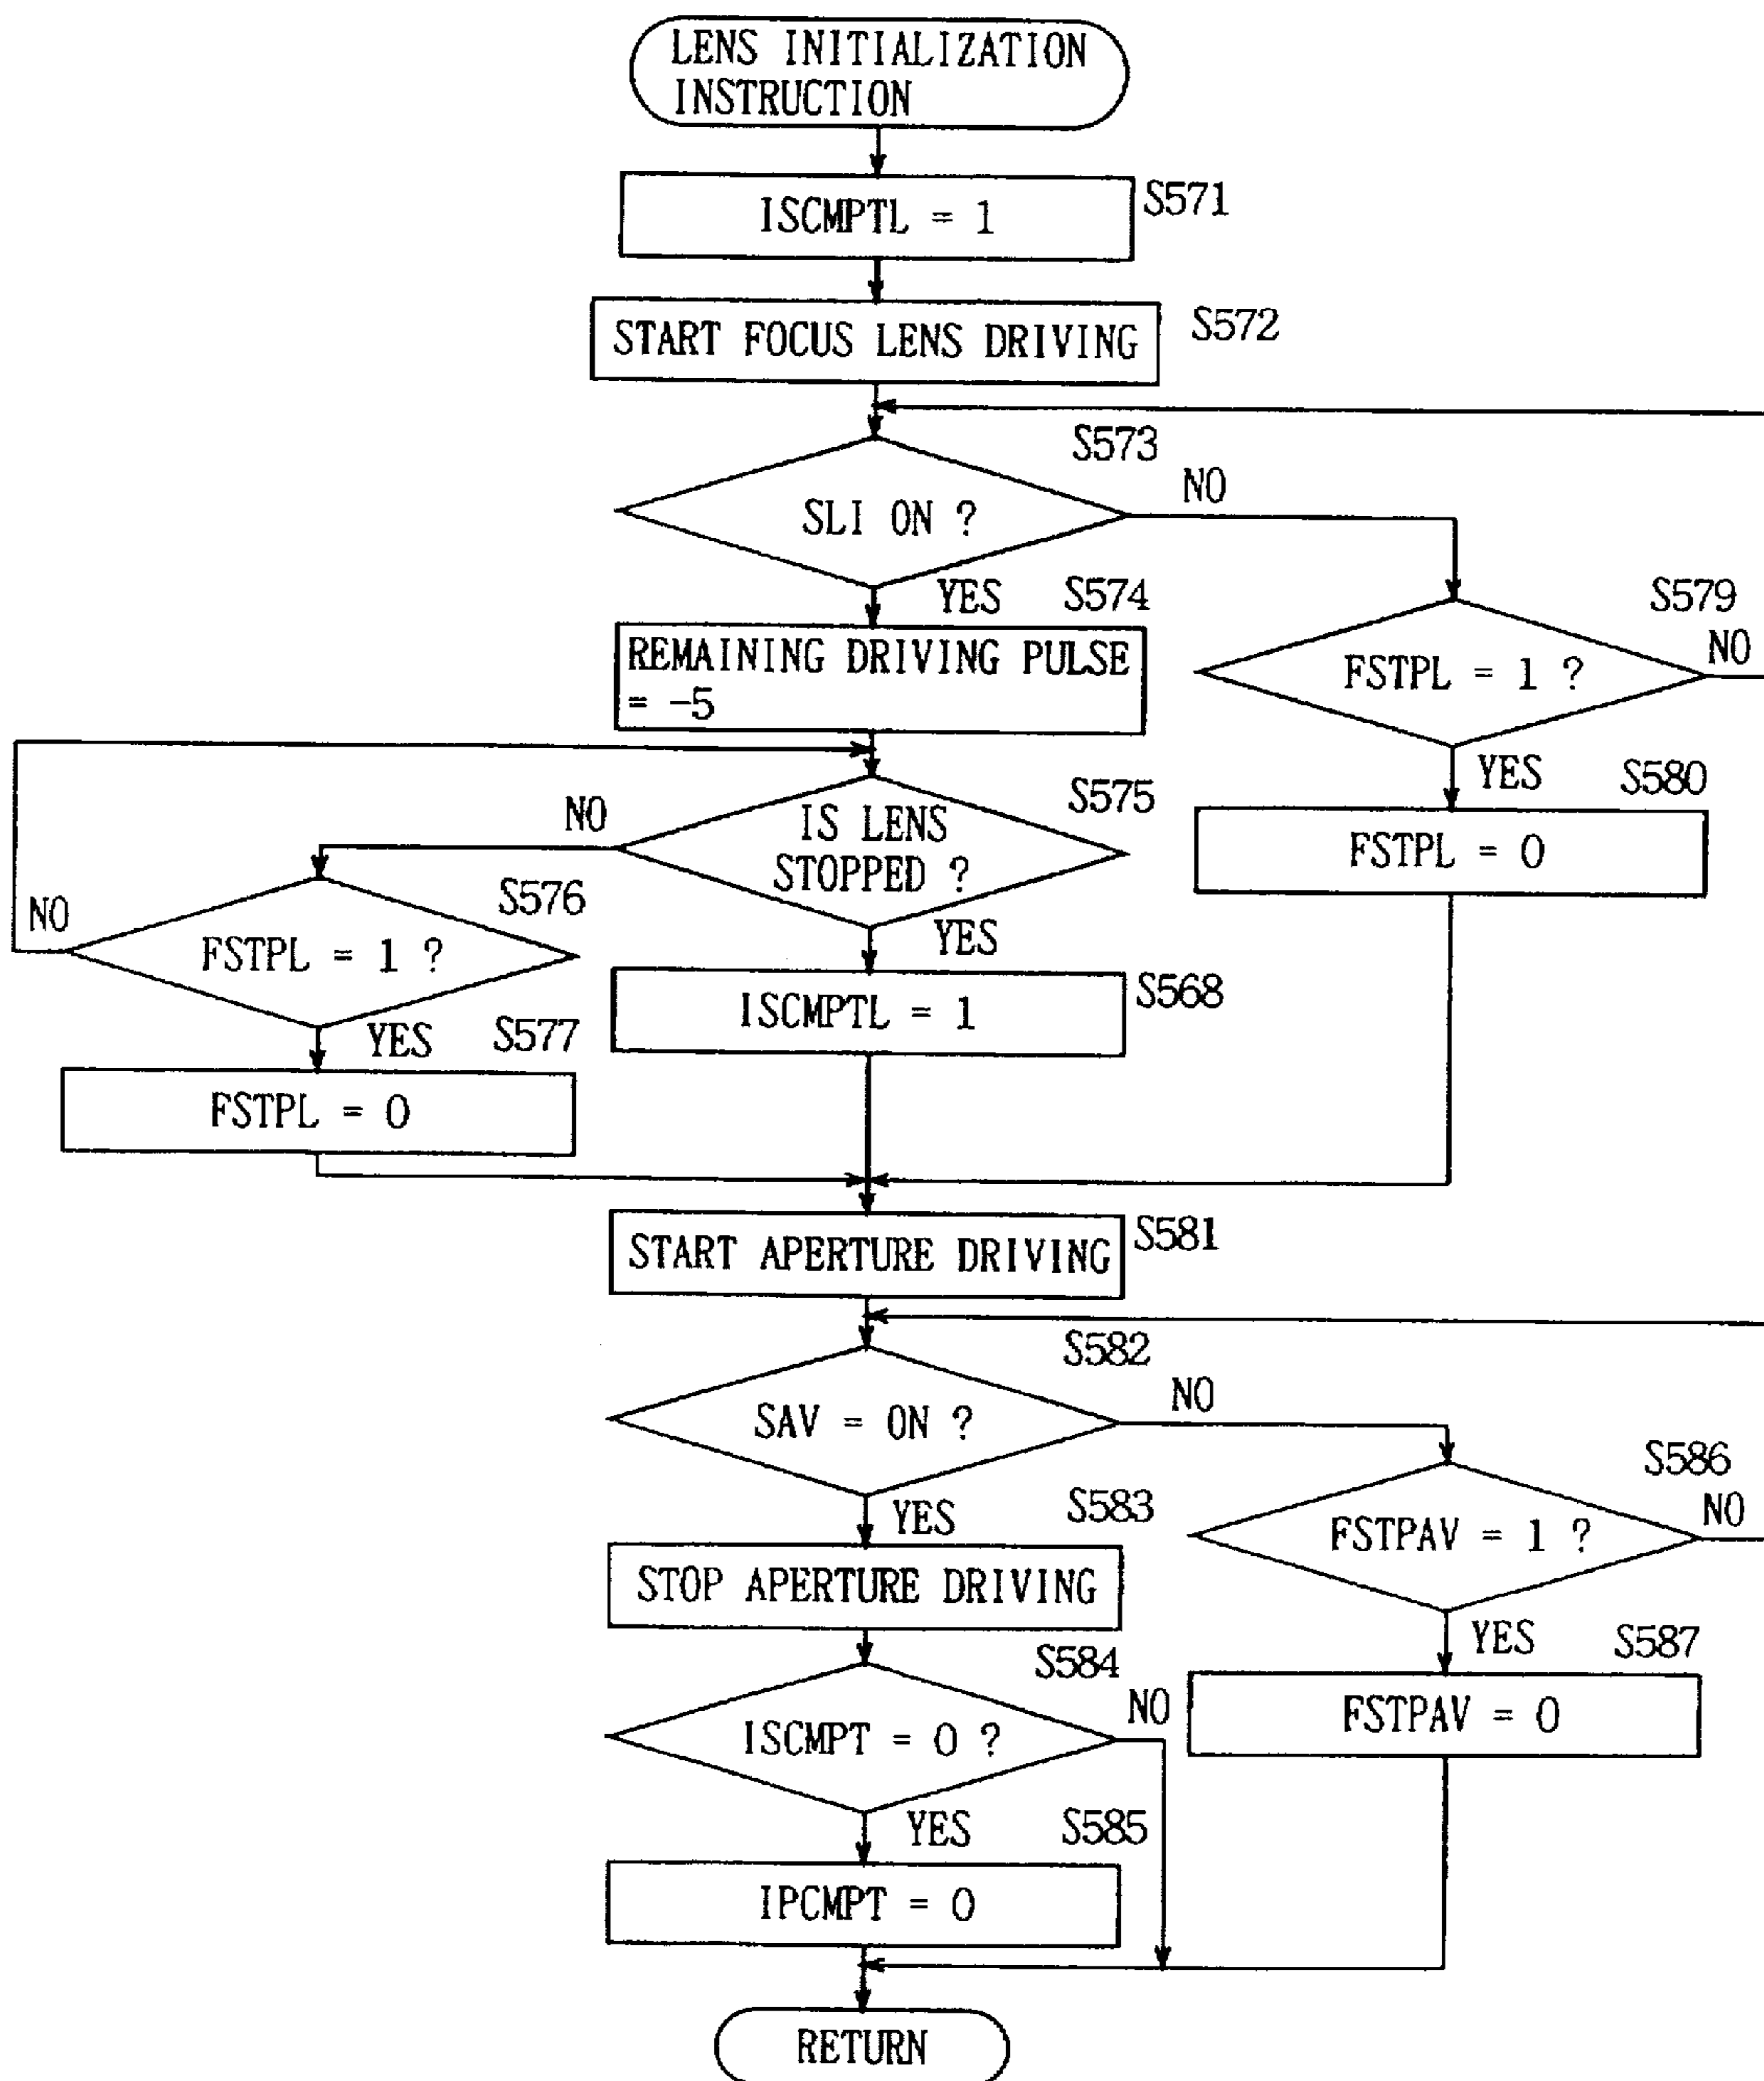 LENS INITIALIZATION
INSTRUCTION
ISCMPTL = 1
S571
START FOCUS LENS DRIVING
S572
S573
SLI ON ?
NO
YES
S574
REMAINING DRIVING PULSE
= -5
S579
FSTPL = 1 ?
NO
YES
S580
FSTPL = 0
S575
IS LENS
STOPPED ?
NO
YES
S576
NO
FSTPL = 1 ?
YES
S577
FSTPL = 0
S568
ISCMPTL = 1
START APERTURE DRIVING
S581
S582
SAV = ON ?
NO
YES
S583
STOP APERTURE DRIVING
S586
FSTPAV = 1 ?
NO
YES
S587
FSTPAV = 0
S584
ISCMPT = 0 ?
NO
YES
S585
IPCMPT = 0
RETURN